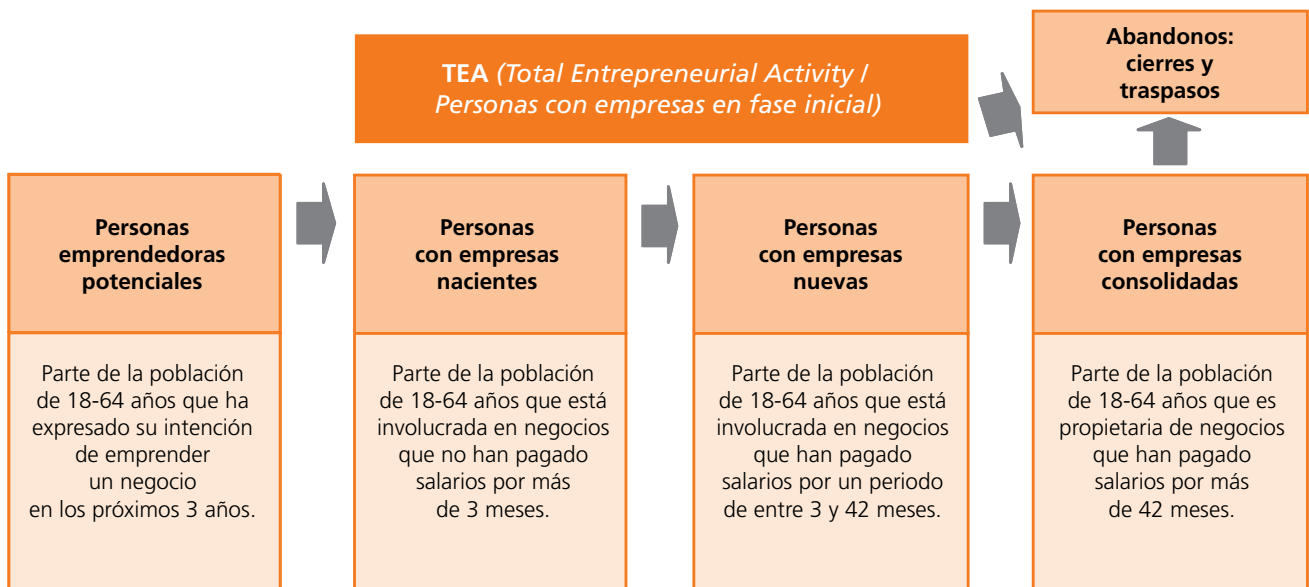 TEA (Total Entrepreneurial Activity /
Personas con empresas en fase inicial)
Abandonos:
cierres y
traspasos
Personas
emprendedoras
potenciales
Parte de la población
de 18-64 años que ha
expresado su intención
de emprender
un negocio
en los próximos 3 años.
Personas
con empresas
nacientes
Parte de la población
de 18-64 años que está
involucrada en negocios
que no han pagado
salarios por más
de 3 meses.
Personas
con empresas
nuevas
Parte de la población
de 18-64 años que está
involucrada en negocios
que han pagado
salarios por un periodo
de entre 3 y 42 meses.
Personas
con empresas
consolidadas
Parte de la población
de 18-64 años que es
propietaria de negocios
que han pagado
salarios por más
de 42 meses.